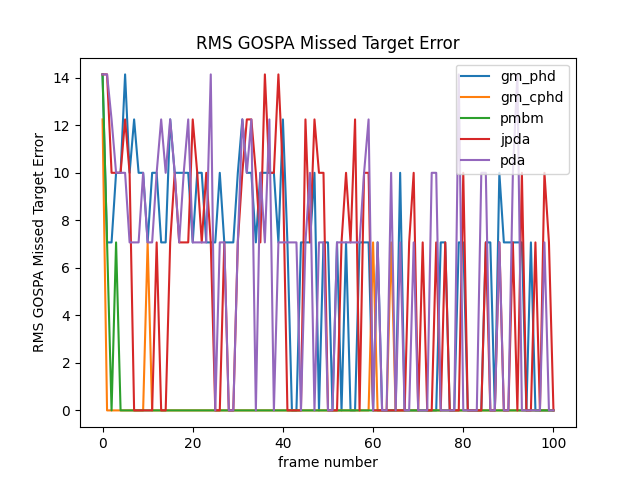 RMS GOSPA Missed Target Error
RMS GOSPA Missed Target Error
14
12
10
8
6
4
2
0
0
20
40
60
80
100
frame number
gm_phd
gm_cphd
pmbm
jpda
pda